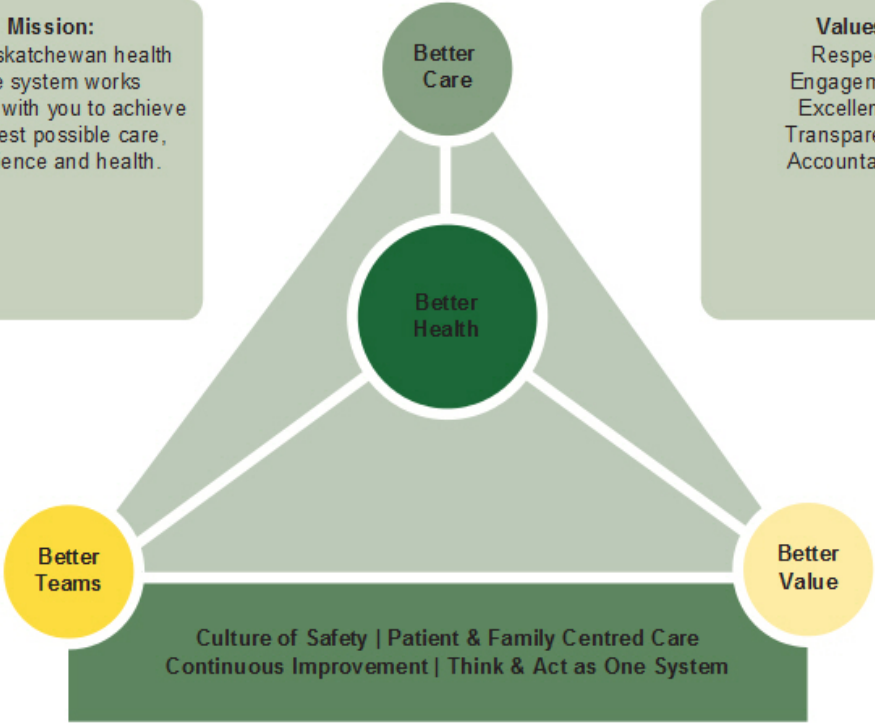 Mission:
skatchewan health
e system works
with you to achieve
est possible care,
ence and health.
Better
Care
Values
Respec
Engagem
Excellen
Transpare
Accounta
Better
Health
Better
Teams
Better
Value
Culture of Safety | Patient & Family Centred Care
Continuous Improvement | Think & Act as One System